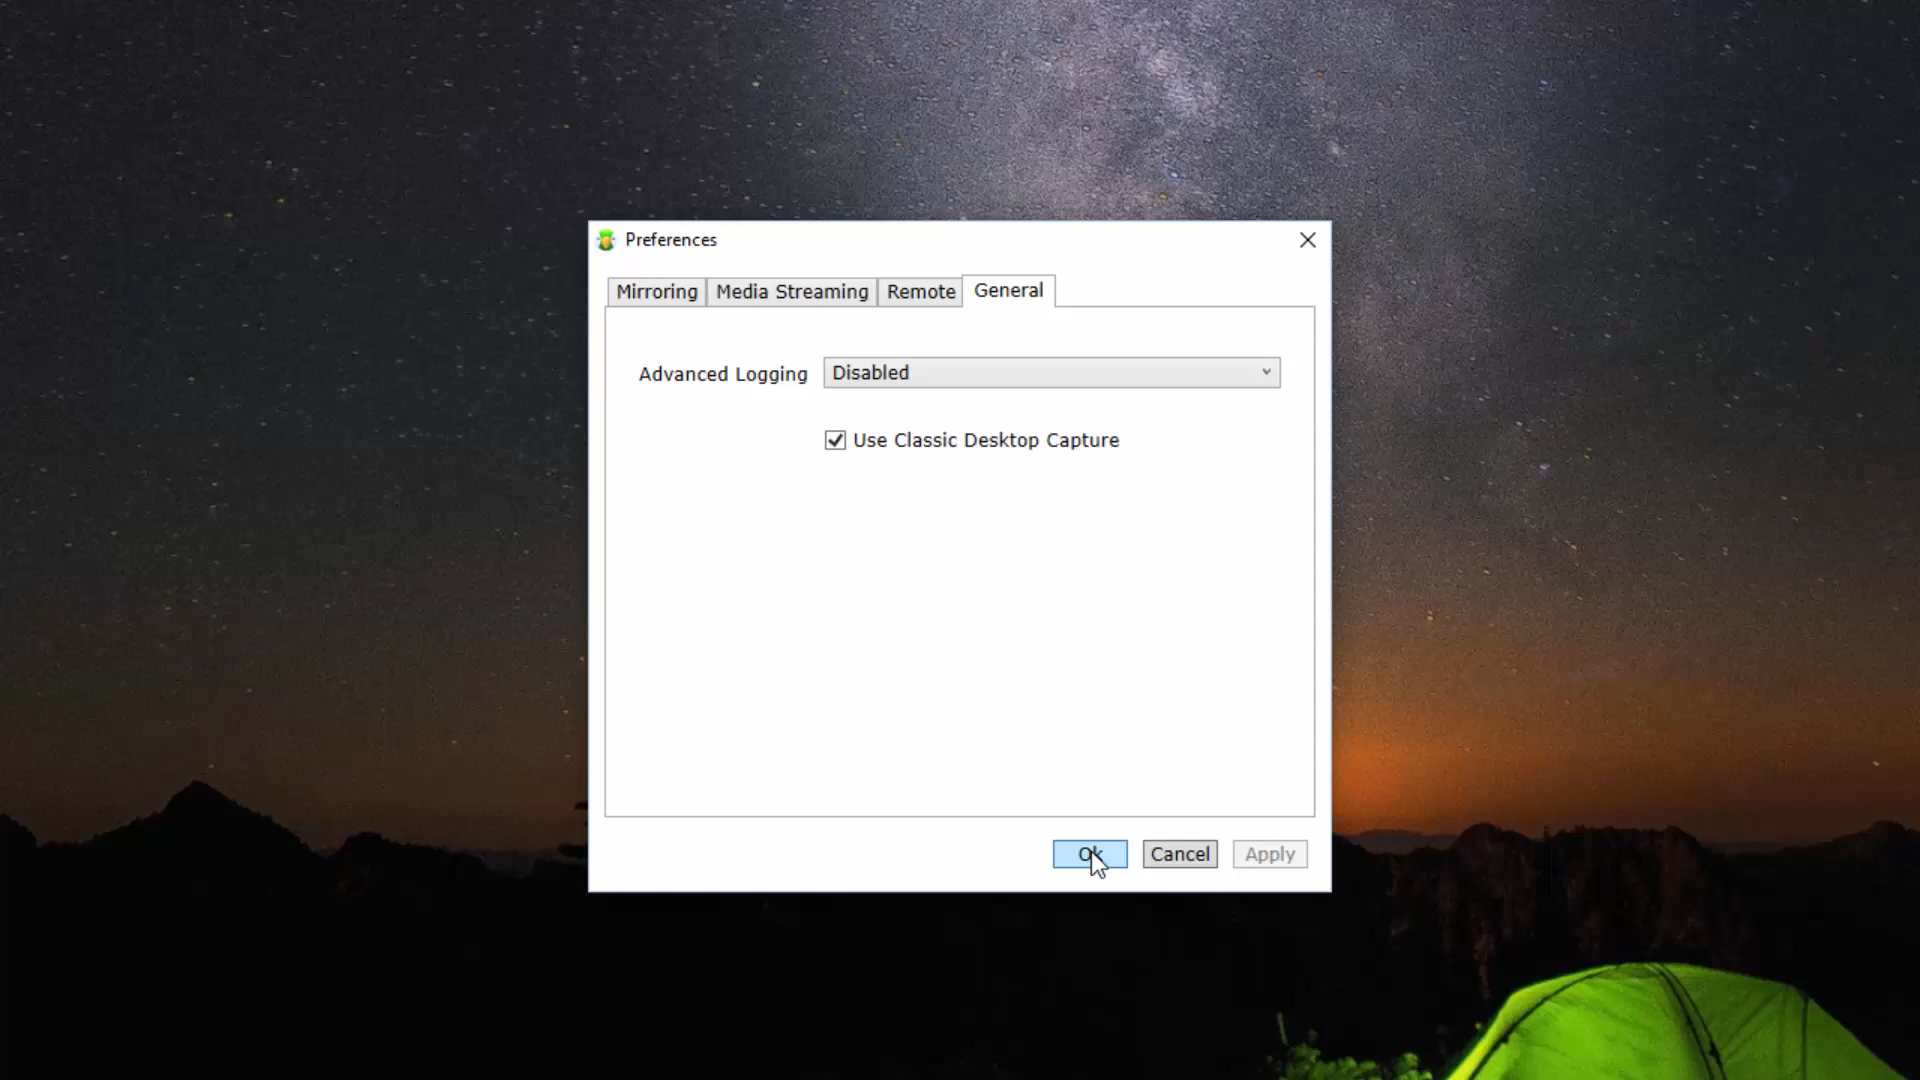 Preferences
Mirroring Media Streaming Remote General
Advanced Logging Disabled
Use Classic Desktop Capture
Ok Cancel Apply